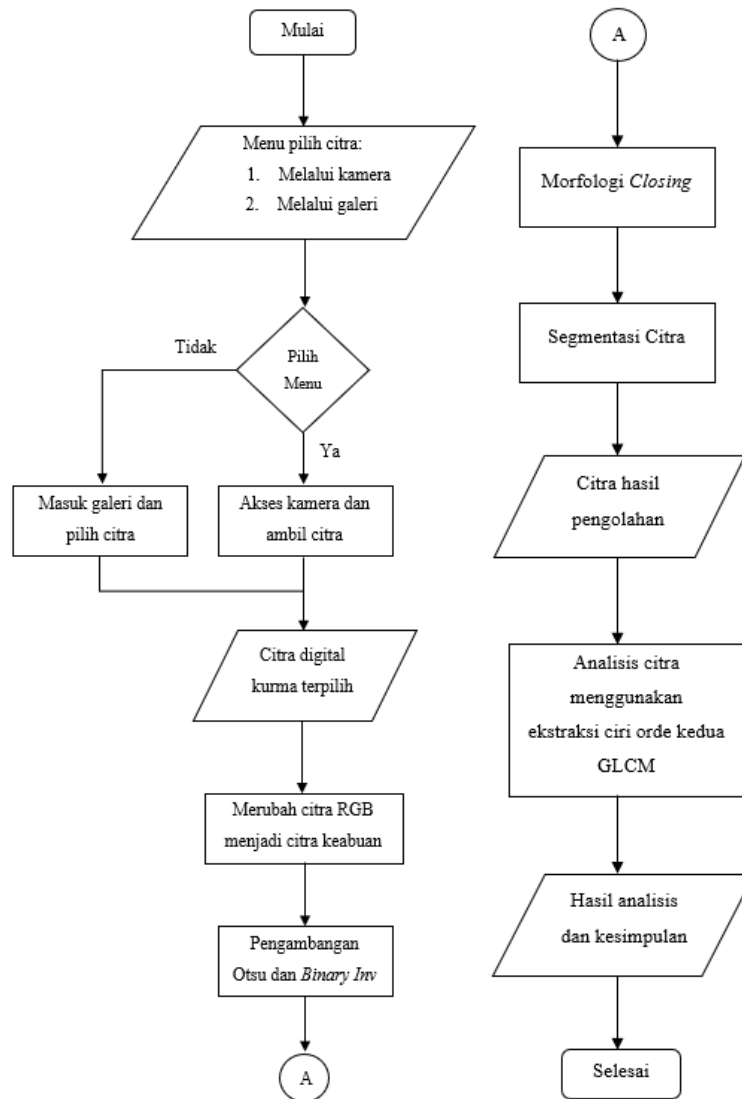 Mulai
Menu pilih citra:
1. Melalui kamera
2. Melalui galeri
Pilih
Menu
Tidak
Ya
Masuk galeri dan
pilih citra
Akses kamera dan
ambil citra
Citra digital
kurma terpilih
Merubah citra RGB
menjadi citra keabuan
Pengambangan
Otsu dan Binary Inv
A
A
Morfologi Closing
Segmentasi Citra
Citra hasil
pengolahan
Analisis citra
menggunakan
ekstraksi ciri orde kedua
GLCM
Hasil analisis
dan kesimpulan
Selesai